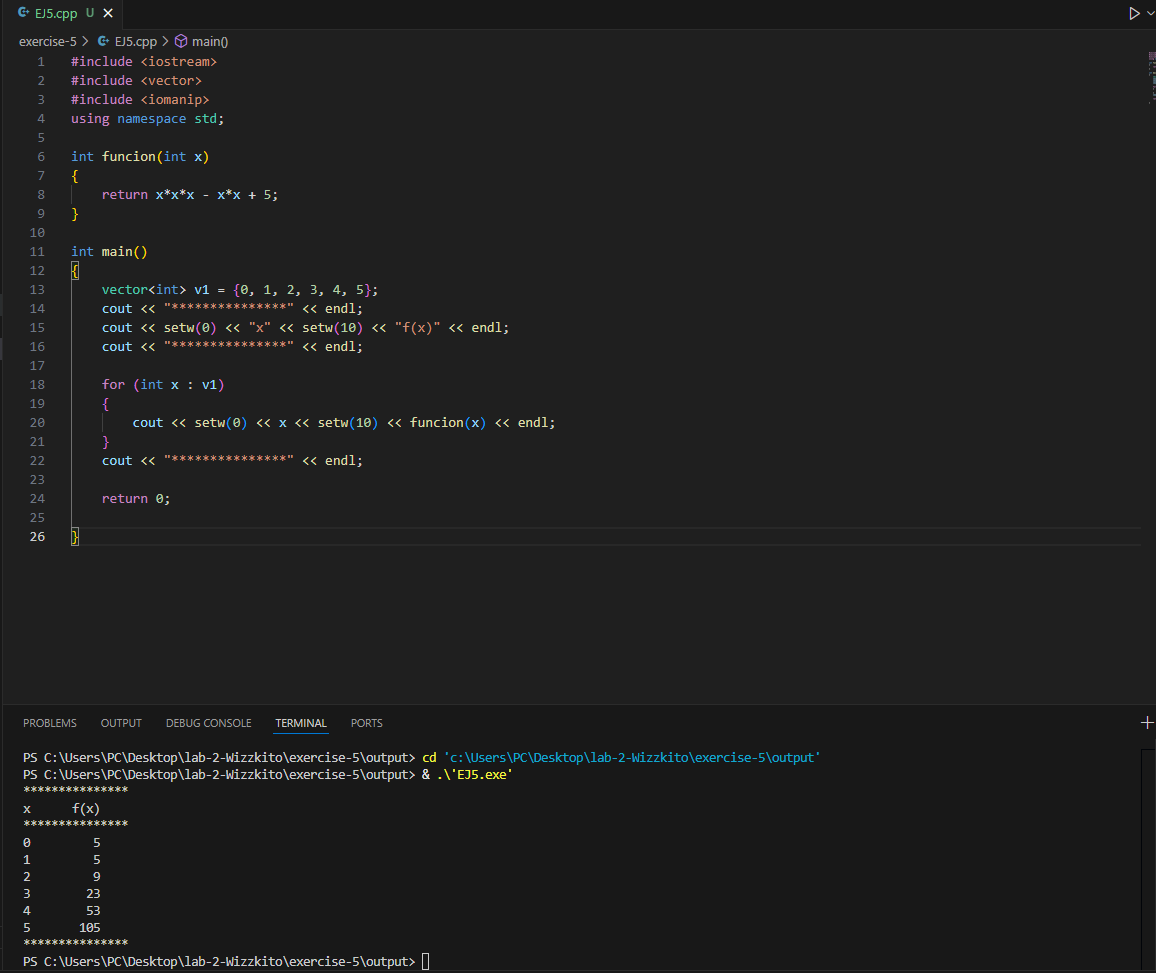 EJ5.cpp U
exercise-5 > EJ5.cpp > main()
1 #include <iostream>
2 #include <vector>
3 #include <iomanip>
4 using namespace std;
5
6 int funcion(int x)
7 {
8     return x*x*x - x*x + 5;
9 }
10
11 int main()
12 {
13     vector<int> v1 = {0, 1, 2, 3, 4, 5};
14     cout << "***************" << endl;
15     cout << setw(0) << "x" << setw(10) << "f(x)" << endl;
16     cout << "***************" << endl;
17
18     for (int x : v1)
19     {
20         cout << setw(0) << x << setw(10) << funcion(x) << endl;
21     }
22     cout << "***************" << endl;
23
24     return 0;
25
26 }
PROBLEMS OUTPUT DEBUG CONSOLE TERMINAL PORTS
PS C:\Users\PC\Desktop\lab-2-Wizzkito\exercise-5\output> cd 'c:\Users\PC\Desktop\lab-2-Wizzkito\exercise-5\output'
PS C:\Users\PC\Desktop\lab-2-Wizzkito\exercise-5\output> & .\'EJ5.exe'
***************
x      f(x)
***************
0         5
1         5
2         9
3        23
4        53
5       105
***************
PS C:\Users\PC\Desktop\lab-2-Wizzkito\exercise-5\output>